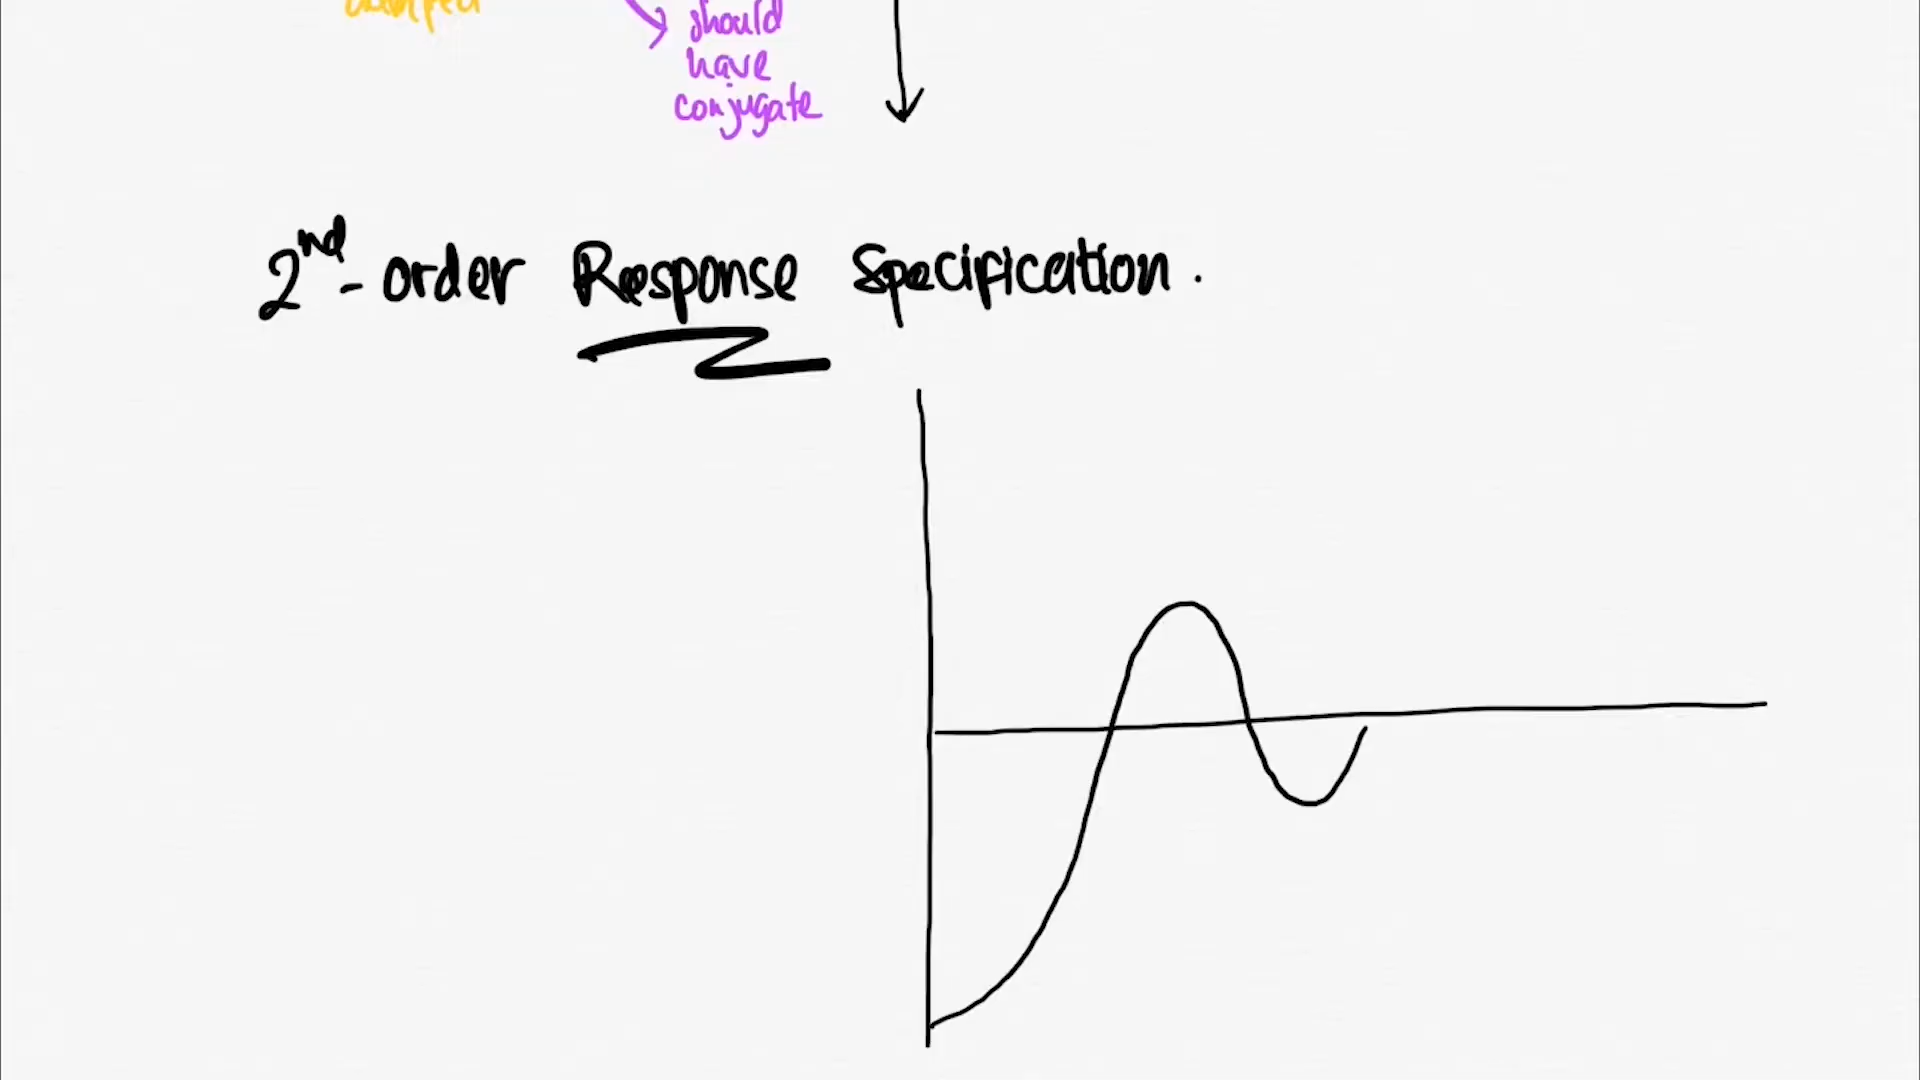 should
have
conjugate
2nd-order Response Specification.